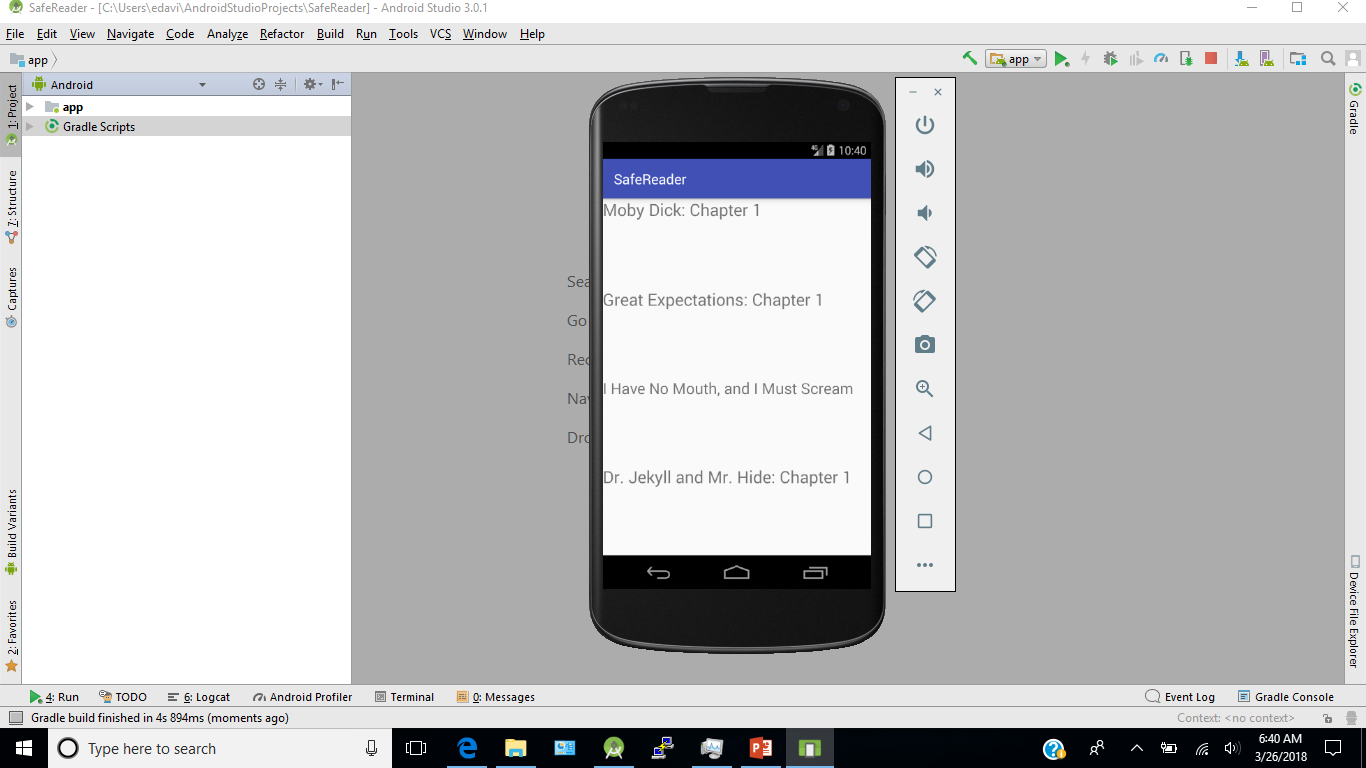 SafeReader - [C:\Users\edavi\AndroidStudioProjects\SafeReader] - Android Studio 3.0.1
File Edit View Navigate Code Analyze Refactor Build Run Tools VCS Window Help
app
app
Android
1: Project
app
Gradle Scripts
7: Structure
Captures
Build Variants
2: Favorites
Sea
Go
Rec
Nav
Dro
4G 10:40
SafeReader
Moby Dick: Chapter 1
Great Expectations: Chapter 1
I Have No Mouth, and I Must Scream
Dr. Jekyll and Mr. Hide: Chapter 1
Gradle
Device File Explorer
4: Run TODO 6: Logcat Android Profiler Terminal 0: Messages Event Log Gradle Console
Gradle build finished in 4s 894ms (moments ago) Context: <no context>
Type here to search
6:40 AM
3/26/2018